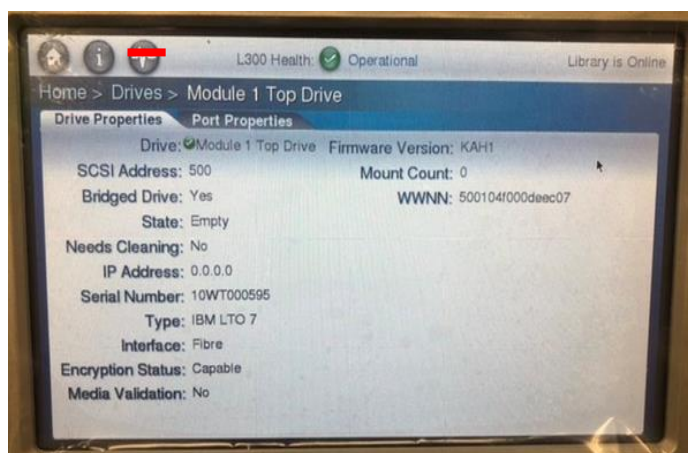 L300 Health: Operational Library is Online
Home > Drives > Module 1 Top Drive
Drive Properties Port Properties
Drive: Module 1 Top Drive Firmware Version: KAH1
SCSI Address: 500 Mount Count: 0
Bridged Drive: Yes WWNN: 500104f000deec07
State: Empty
Needs Cleaning: No
IP Address: 0.0.0.0
Serial Number: 10WT000595
Type: IBM LTO 7
Interface: Fibre
Encryption Status: Capable
Media Validation: No